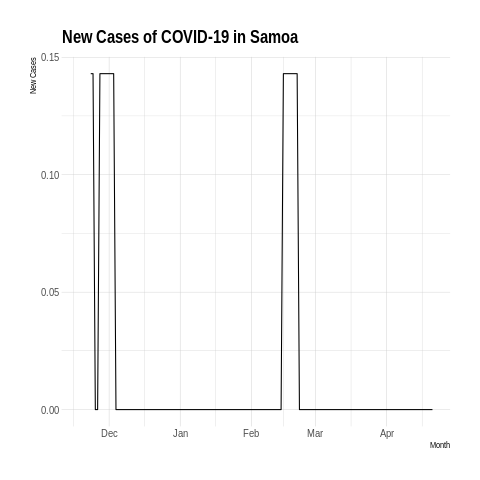 New Cases of COVID-19 in Samoa
New Cases
0.15
0.10
0.05
0.00
Dec Jan Feb Mar Apr
Month